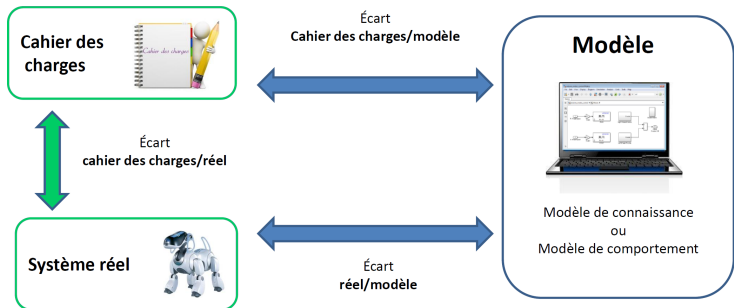 Cahier des
charges
Cahier des charges
Écart
Cahier des charges/modèle
Modèle
Écart
cahier des charges/réel
Système réel
Écart
réel/modèle
Modèle de connaissance
ou
Modèle de comportement